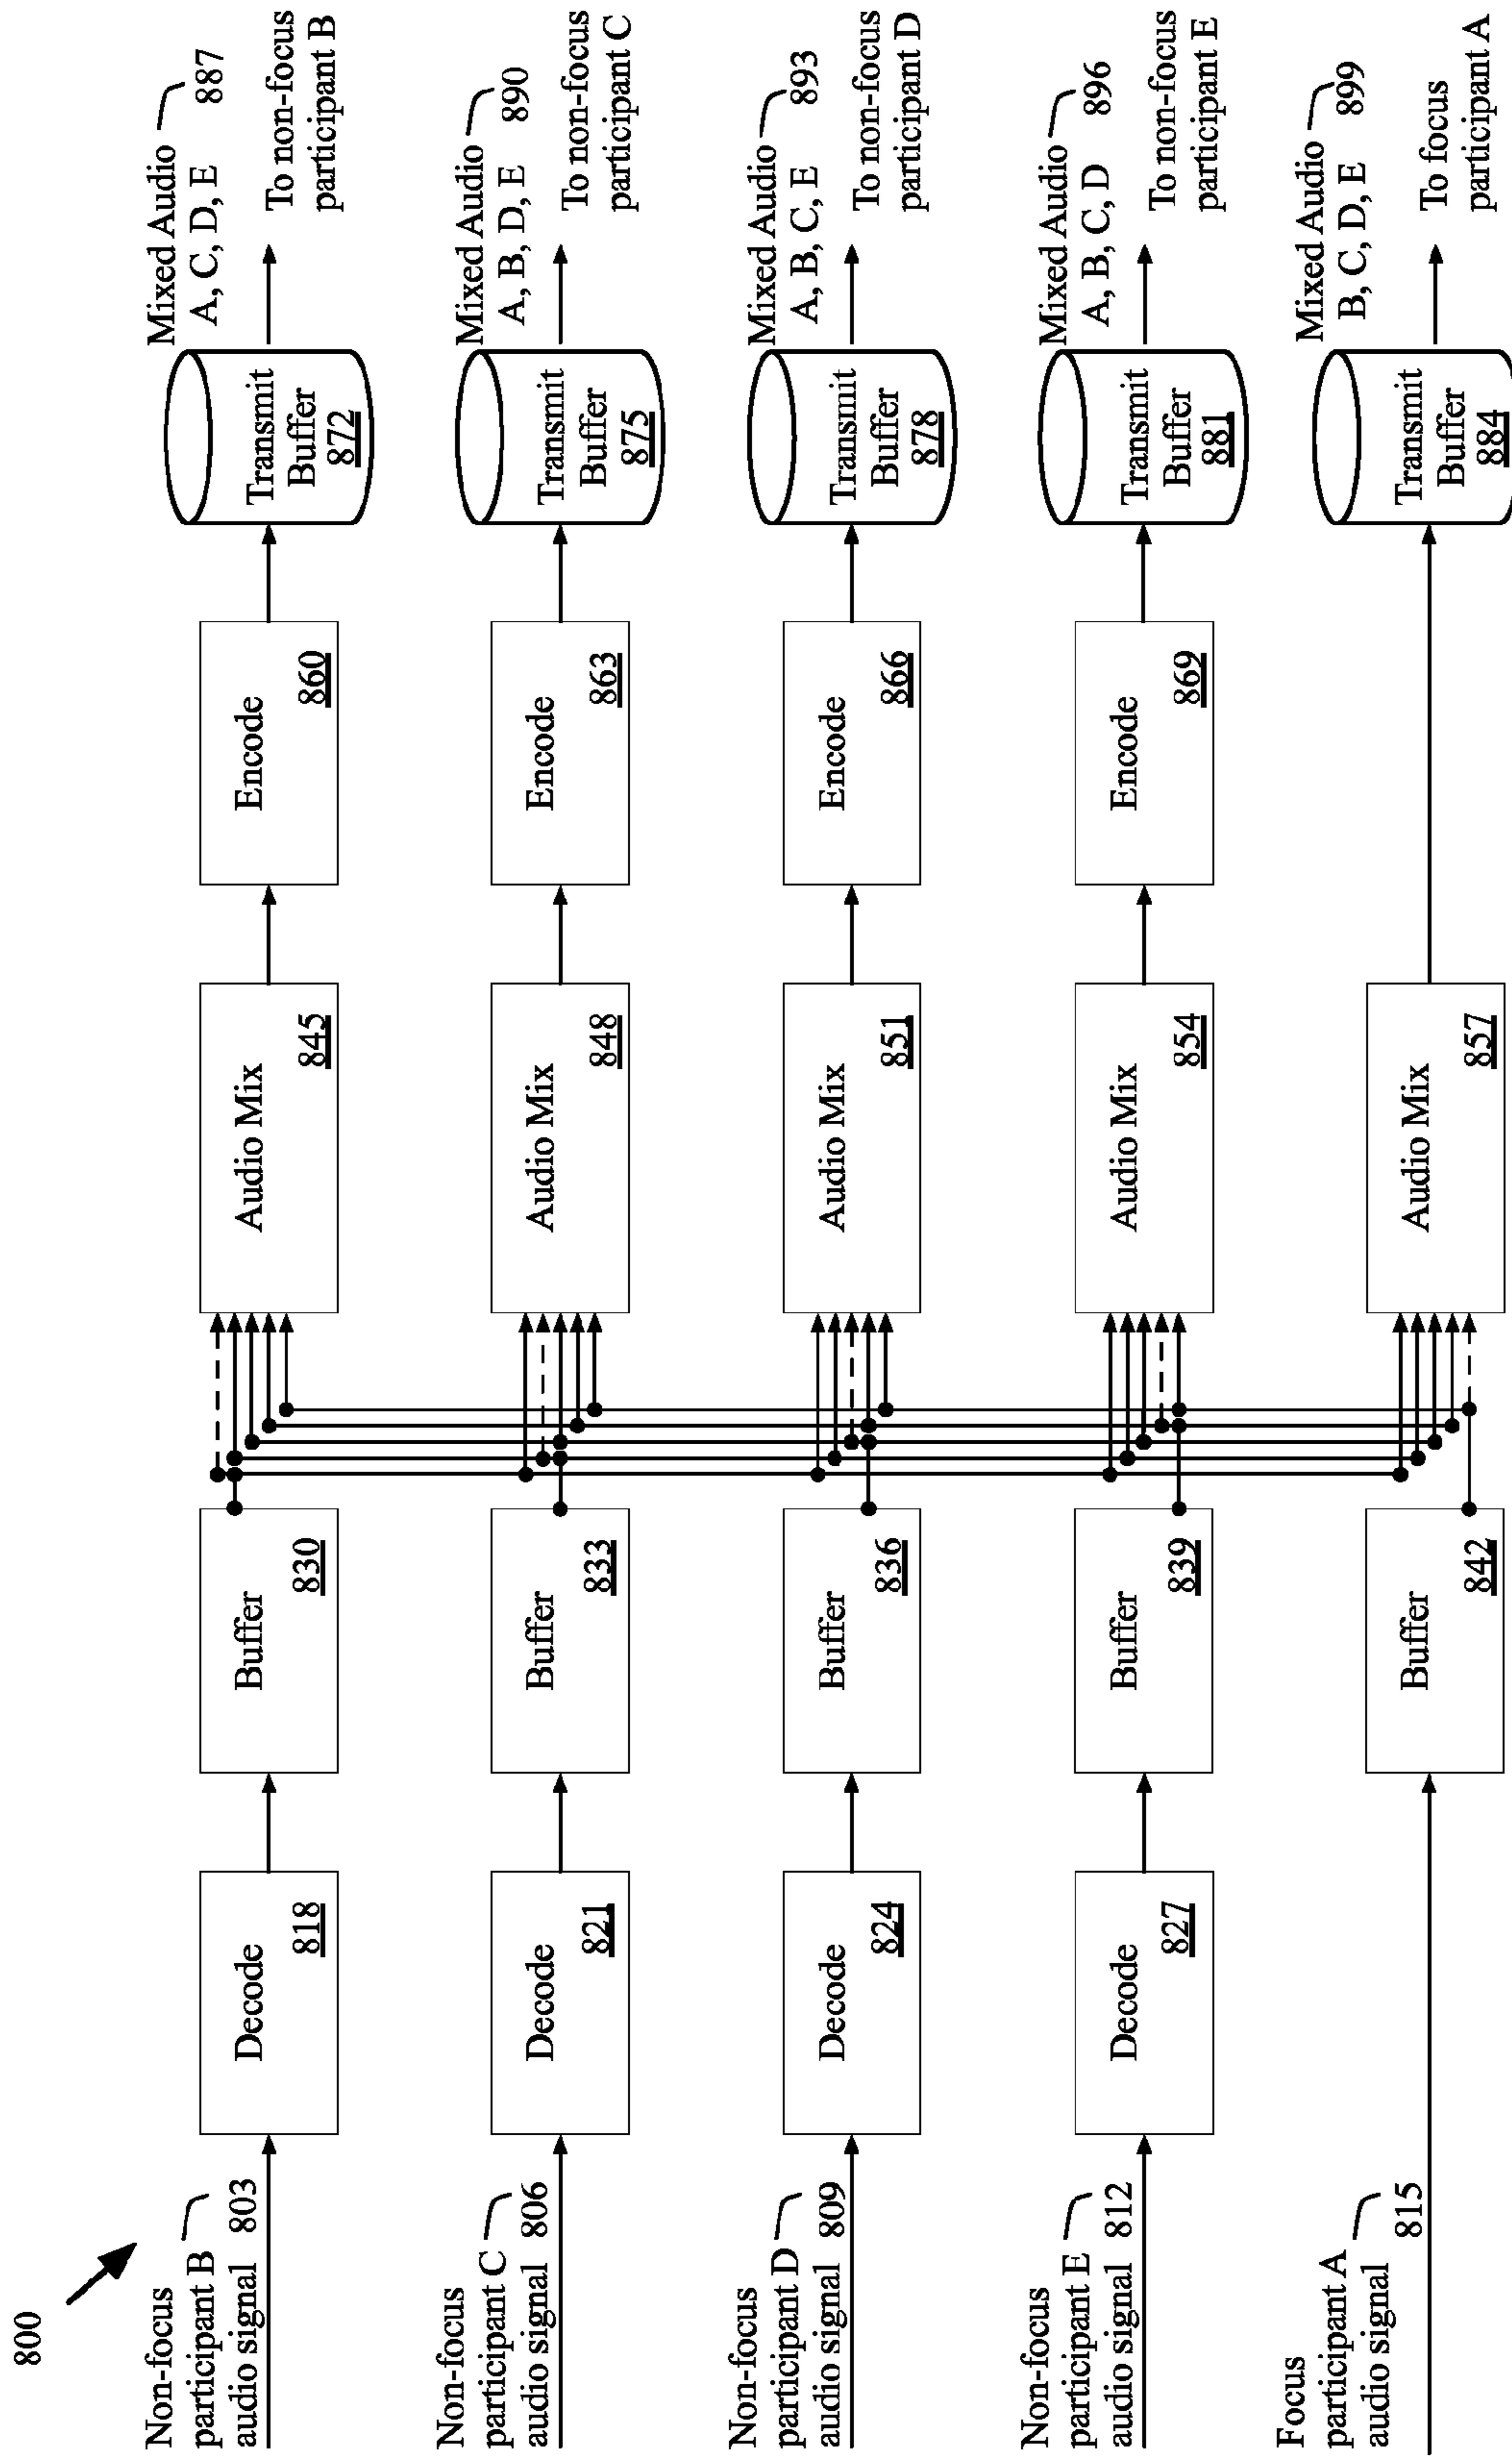 800
Non-focus
participant B
audio signal 803
Decode
818
Buffer
830
Audio Mix
845
Encode
860
Transmit
Buffer
872
Mixed Audio
A, C, D, E
887
To non-focus
participant B
Non-focus
participant C
audio signal 806
Decode
821
Buffer
833
Audio Mix
848
Encode
863
Transmit
Buffer
875
Mixed Audio
A, B, D, E
890
To non-focus
participant C
Non-focus
participant D
audio signal 809
Decode
824
Buffer
836
Audio Mix
851
Encode
866
Transmit
Buffer
878
Mixed Audio
A, B, C, E
893
To non-focus
participant D
Non-focus
participant E
audio signal 812
Decode
827
Buffer
839
Audio Mix
854
Encode
869
Transmit
Buffer
881
Mixed Audio
A, B, C, D
896
To non-focus
participant E
Focus
participant A
audio signal
815
Buffer
842
Audio Mix
857
Transmit
Buffer
884
Mixed Audio
B, C, D, E
899
To focus
participant A